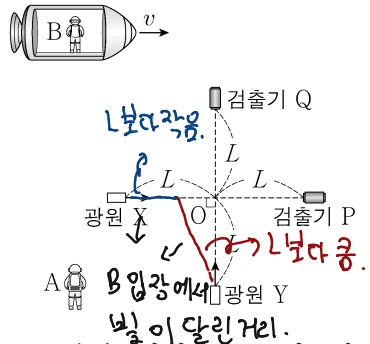 B
v
검출기 Q
L보다 작음.
L
L
L
광원 X
O
검출기 P
L
L보다 큼.
A
B 입장에서
광원 Y
빛이 달린거리.